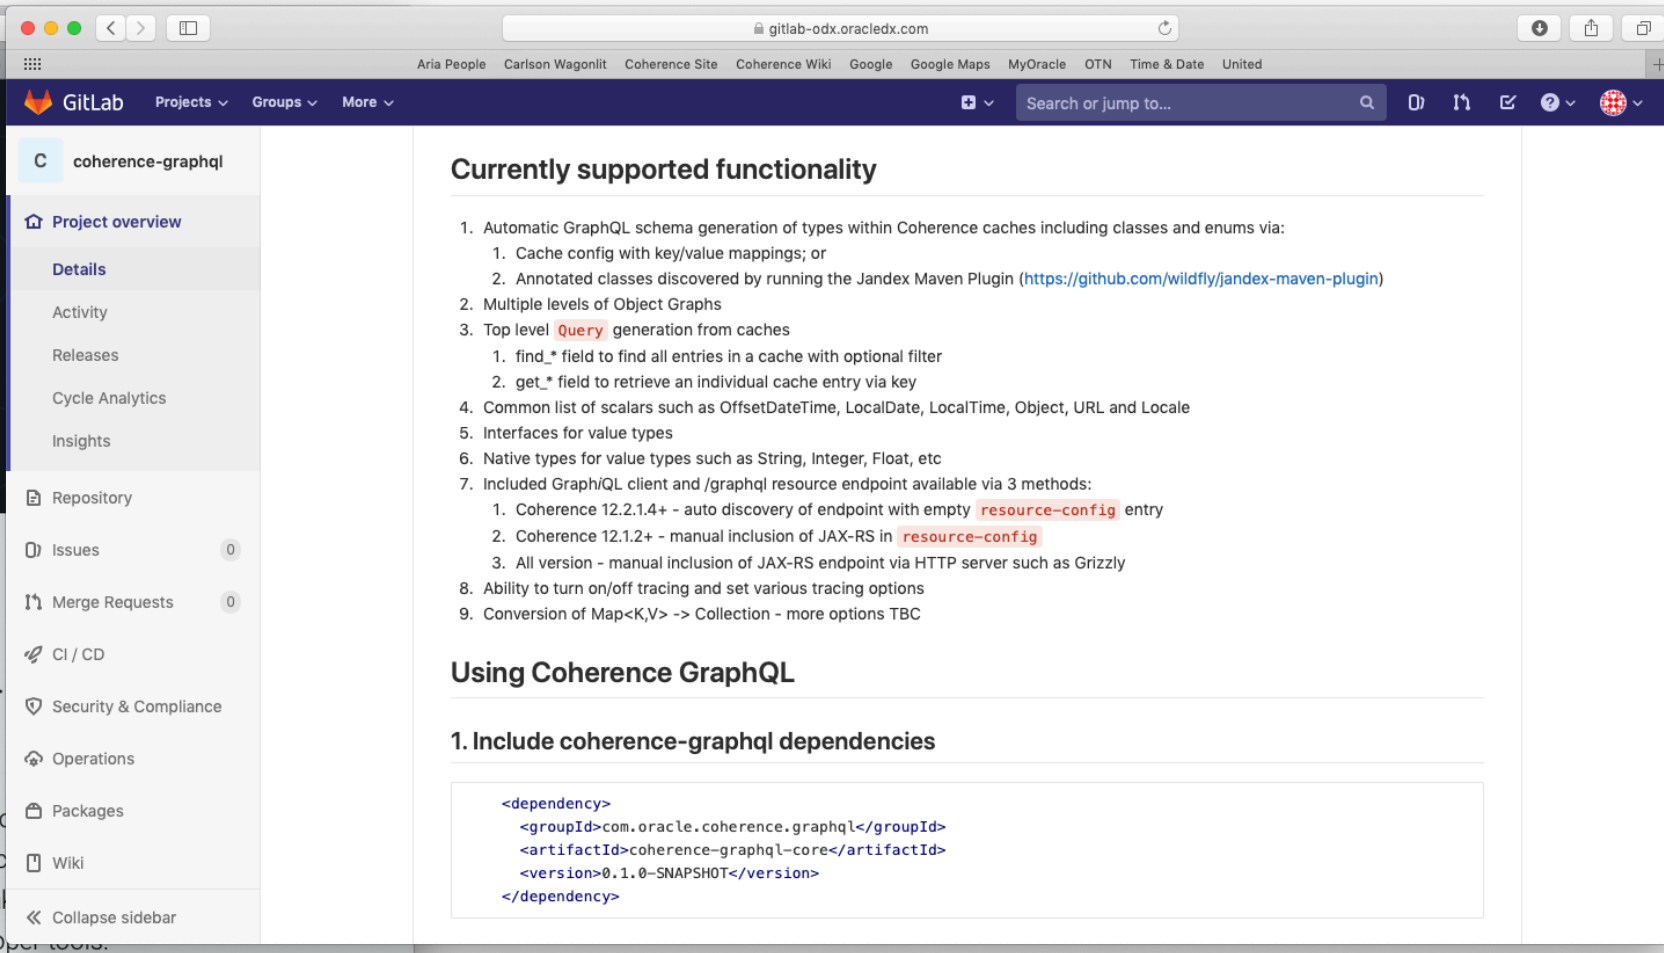 gitlab-odx.oracledx.com
Aria People Carlson Wagonlit Coherence Site Coherence Wiki Google Google Maps MyOracle OTN Time & Date United
GitLab Projects Groups More Search or jump to...
C coherence-graphql
Project overview
Details
Activity
Releases
Cycle Analytics
Insights
Repository
Issues 0
Merge Requests 0
CI / CD
Security & Compliance
Operations
Packages
Wiki
Collapse sidebar
Currently supported functionality
1. Automatic GraphQL schema generation of types within Coherence caches including classes and enums via:
1. Cache config with key/value mappings; or
2. Annotated classes discovered by running the Jandex Maven Plugin (https://github.com/wildfly/jandex-maven-plugin)
2. Multiple levels of Object Graphs
3. Top level Query generation from caches
1. find_* field to find all entries in a cache with optional filter
2. get_* field to retrieve an individual cache entry via key
4. Common list of scalars such as OffsetDateTime, LocalDate, LocalTime, Object, URL and Locale
5. Interfaces for value types
6. Native types for value types such as String, Integer, Float, etc
7. Included GraphiQL client and /graphql resource endpoint available via 3 methods:
1. Coherence 12.2.1.4+ - auto discovery of endpoint with empty resource-config entry
2. Coherence 12.1.2+ - manual inclusion of JAX-RS in resource-config
3. All version - manual inclusion of JAX-RS endpoint via HTTP server such as Grizzly
8. Ability to turn on/off tracing and set various tracing options
9. Conversion of Map<K,V> -> Collection - more options TBC
Using Coherence GraphQL
1. Include coherence-graphql dependencies
<dependency>
<groupId>com.oracle.coherence.graphql</groupId>
<artifactId>coherence-graphql-core</artifactId>
<version>0.1.0-SNAPSHOT</version>
</dependency>